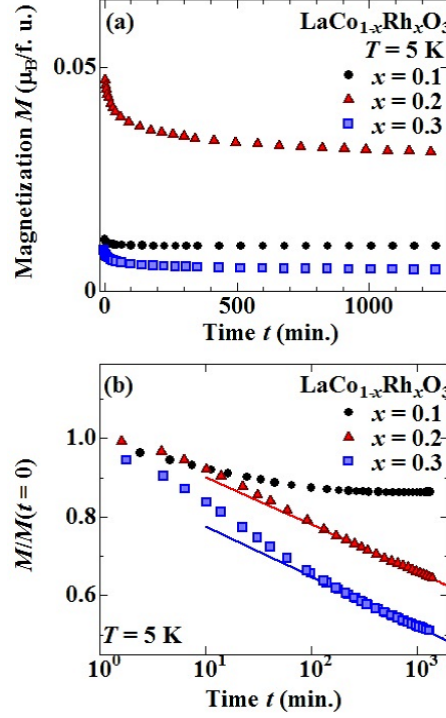 (a)
LaCo1-xRhxO3
T = 5 K
x = 0.1
x = 0.2
x = 0.3
Magnetization M (μB/f. u.)
0.05
0
0
500
1000
Time t (min.)
(b)
LaCo1-xRhxO3
x = 0.1
x = 0.2
x = 0.3
M/M(t = 0)
1.0
0.8
0.6
T = 5 K
10^0
10^1
10^2
10^3
Time t (min.)